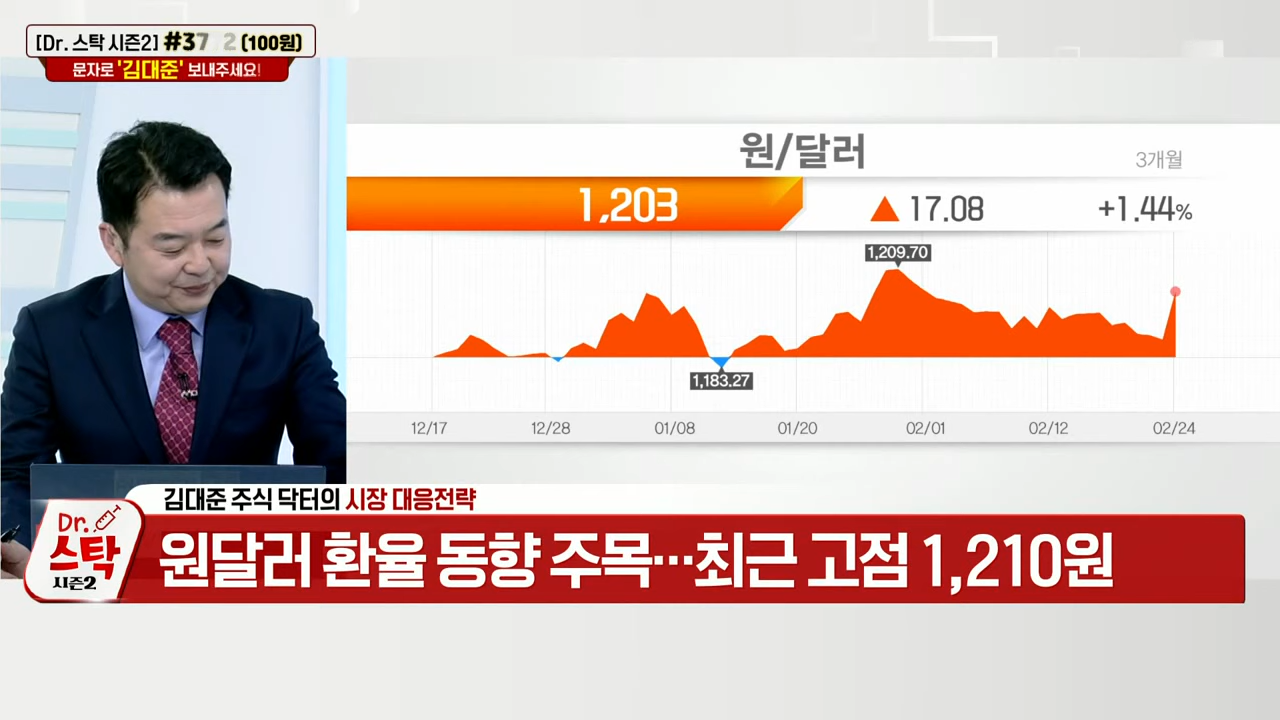 [Dr. 스탁 시즌2] #37 2 (100원)
문자로 '김대준' 보내주세요!
원/달러
3개월
1,203 ▲ 17.08 +1.44%
1,209.70
1,183.27
12/17 12/28 01/08 01/20 02/01 02/12 02/24
김대준 주식 닥터의 시장 대응전략
Dr.
스탁
시즌2
원달러 환율 동향 주목…최근 고점 1,210원